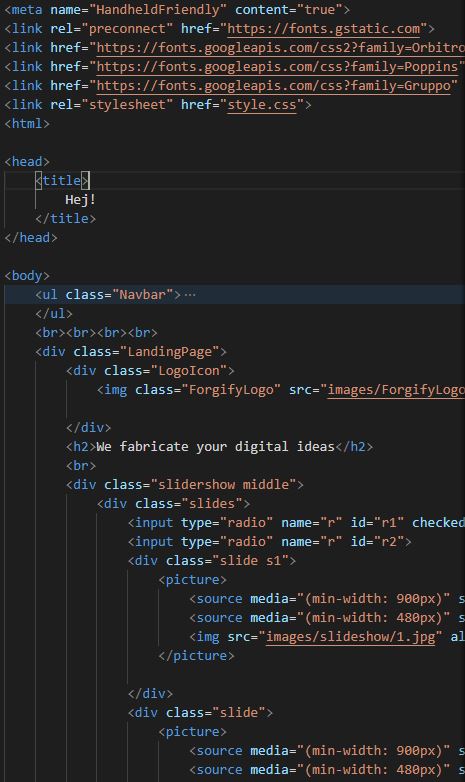 <meta name="HandheldFriendly" content="true">
<link rel="preconnect" href="https://fonts.gstatic.com">
<link href="https://fonts.googleapis.com/css2?family=Orbitro
<link href="https://fonts.googleapis.com/css?family=Poppins"
<link href="https://fonts.googleapis.com/css?family=Gruppo"
<link rel="stylesheet" href="style.css">
<html>
<head>
<title>
Hej!
</title>
</head>
<body>
<ul class="Navbar">…
</ul>
<br><br><br><br>
<div class="LandingPage">
<div class="LogoIcon">
<img class="ForgifyLogo" src="images/ForgifyLogo
</div>
<h2>We fabricate your digital ideas</h2>
<br>
<div class="slidershow middle">
<div class="slides">
<input type="radio" name="r" id="r1" checked
<input type="radio" name="r" id="r2">
<div class="slide s1">
<picture>
<source media="(min-width: 900px)" s
<source media="(min-width: 480px)" s
<img src="images/slideshow/1.jpg" al
</picture>
</div>
<div class="slide">
<picture>
<source media="(min-width: 900px)" s
<source media="(min-width: 480px)" s